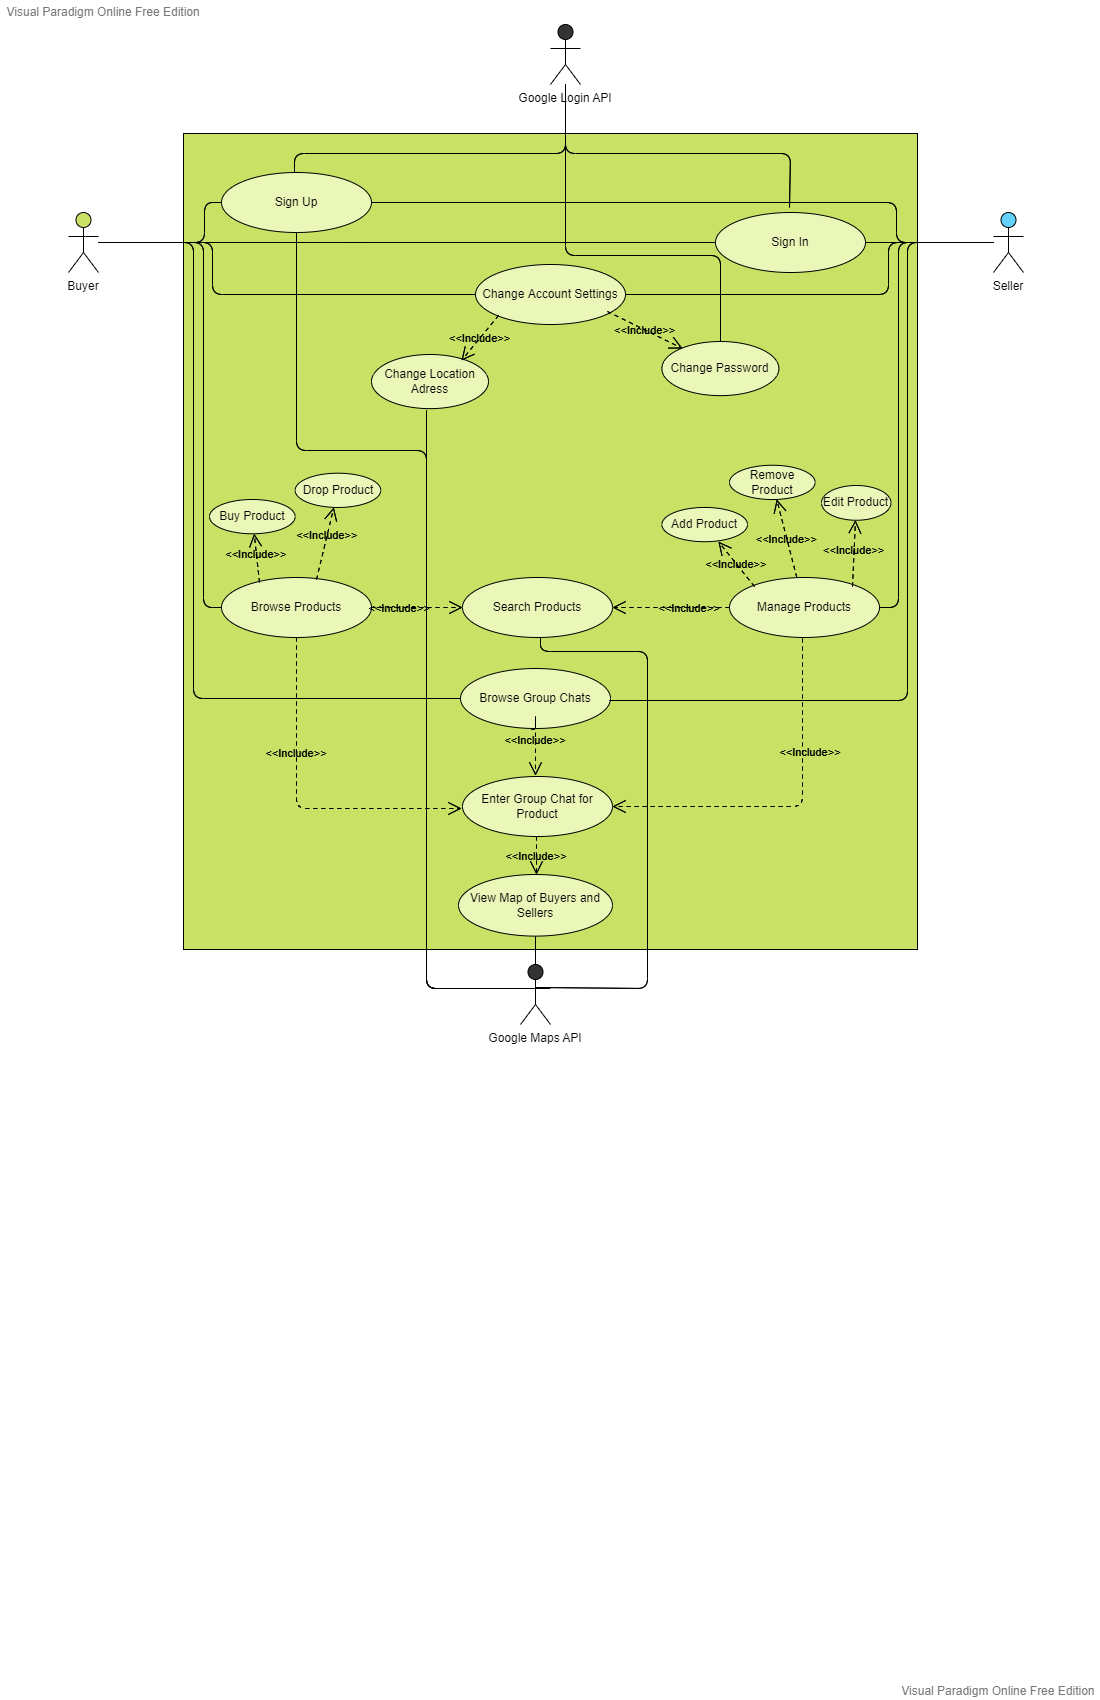 Visual Paradigm Online Free Edition
Google Login API
Sign Up
Sign In
Buyer
Seller
Change Account Settings
<<Include>>
<<Include>>
Change Location
Adress
Change Password
Drop Product
Buy Product
Remove
Product
Edit Product
Add Product
<<Include>>
<<Include>>
<<Include>>
<<Include>>
<<Include>>
Browse Products
<<Include>>
Search Products
<<Include>>
Manage Products
Browse Group Chats
<<Include>>
<<Include>>
<<Include>>
Enter Group Chat for
Product
<<Include>>
View Map of Buyers and
Sellers
Google Maps API
Visual Paradigm Online Free Edition